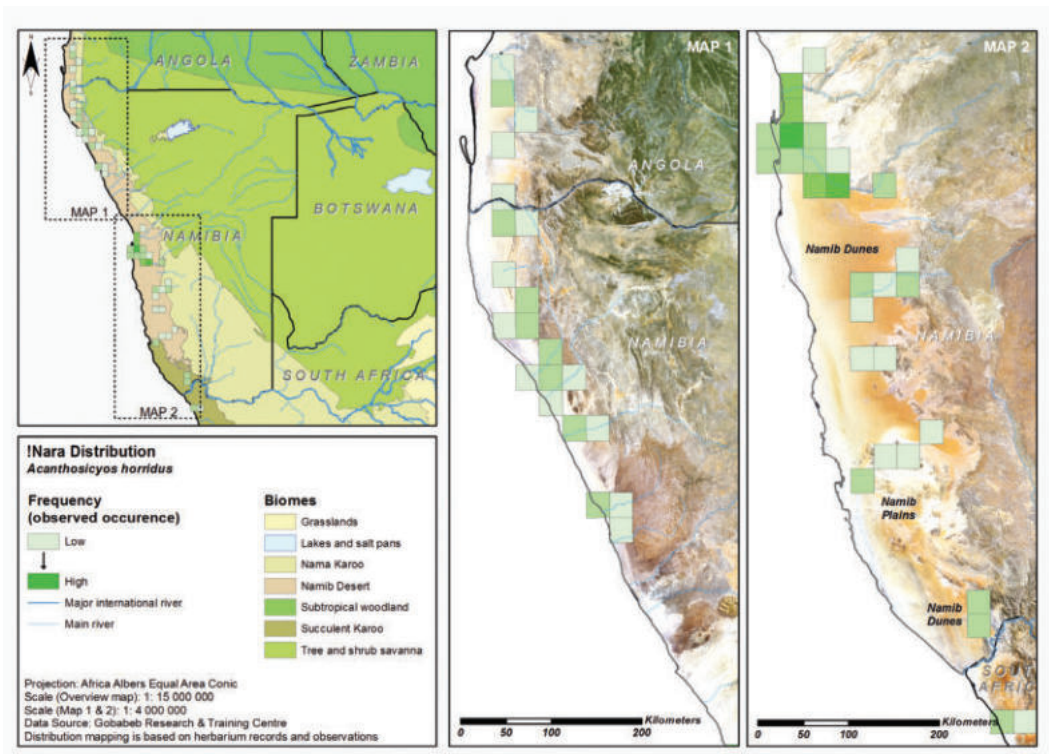 N
S
ANGOLA
ZAMBIA
BOTSWANA
NAMIBIA
SOUTH AFRICA
MAP 1
MAP 2
!Nara Distribution
Acanthosicyos horridus
Frequency
(observed occurence)
Low
High
Major international river
Main river
Biomes
Grasslands
Lakes and salt pans
Nama Karoo
Namib Desert
Subtropical woodland
Succulent Karoo
Tree and shrub savanna
Projection: Africa Albers Equal Area Conic
Scale (Overview map): 1: 15 000 000
Scale (Map 1 & 2): 1: 4 000 000
Data Source: Gobabeb Research & Training Centre
Distribution mapping is based on herbarium records and observations
MAP 1
ANGOLA
NAMIBIA
Kilometers
0 50 100 200
MAP 2
Namib Dunes
NAMIBIA
Namib
Plains
Namib
Dunes
SOUTH
AFRICA
Kilometers
0 50 100 200